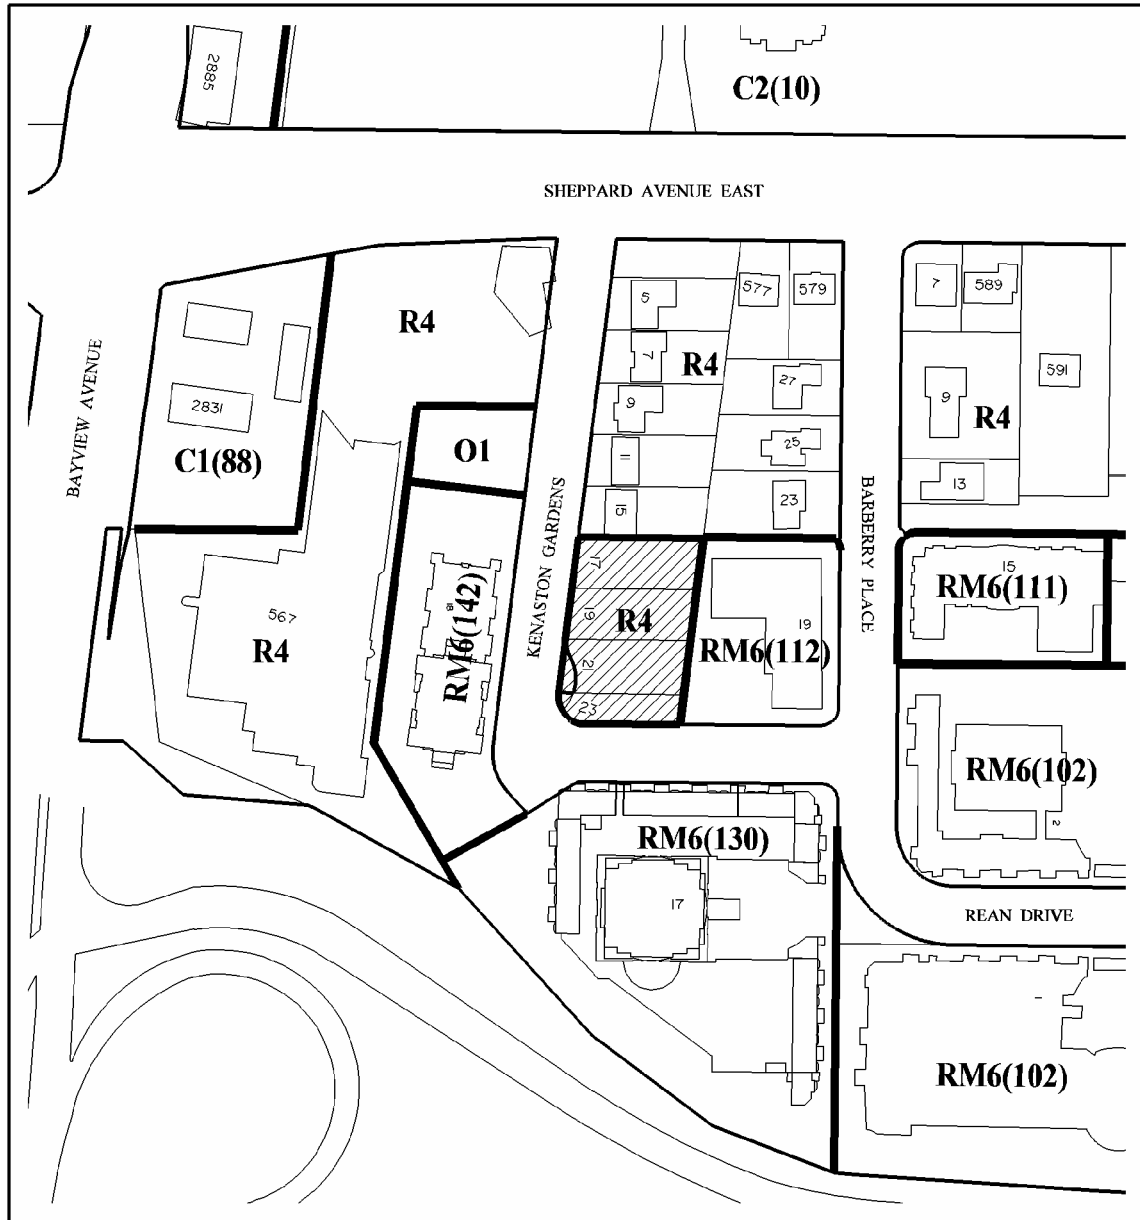 2885
C2(10)
SHEPPARD AVENUE EAST
R4
5
577
579
7
589
7
R4
27
591
9
9
R4
2831
C1(88)
O1
11
25
13
15
23
BAYVIEW AVENUE
KENASTON GARDENS
BARBERRY PLACE
17
15
RM6(111)
19
R4
19
RM6(112)
567
R4
18
RM6(142)
21
23
RM6(102)
2
RM6(130)
17
REAN DRIVE
1
RM6(102)